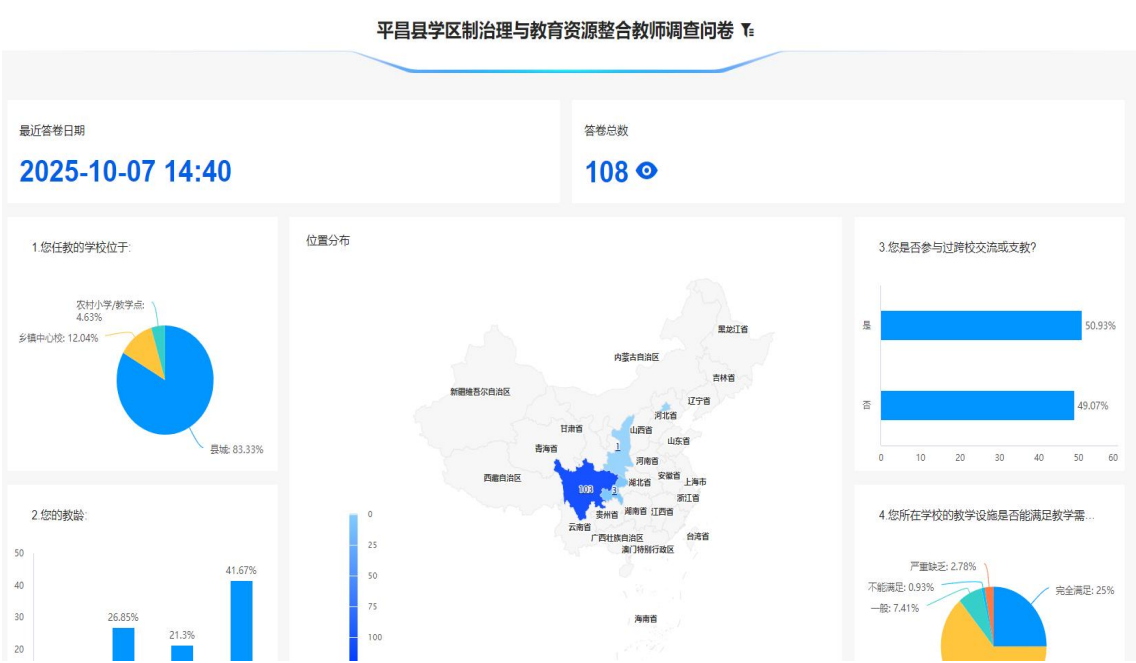 平昌县学区制治理与教育资源整合教师调查问卷
最近答卷日期
2025-10-07 14:40
答卷总数
108
1.您任教的学校位于:
农村小学/教学点:
4.63%
乡镇中心校: 12.04%
县城: 83.33%
位置分布
黑龙江省
内蒙古自治区
吉林省
新疆维吾尔自治区
辽宁省
河北省
甘肃省
山西省
山东省
青海省
1
河南省
西藏自治区
安徽省
上海市
103
3
湖北省
浙江省
贵州省
湖南省
江西省
云南省
广西壮族自治区
台湾省
澳门特别行政区
海南省
0
25
50
75
100
3.您是否参与过跨校交流或支教?
是
50.93%
否
49.07%
0
10
20
30
40
50
60
2.您的教龄:
50
40
30
20
26.85%
21.3%
41.67%
4.您所在学校的教学设施是否能满足教学需...
严重缺乏: 2.78%
不能满足: 0.93%
一般: 7.41%
完全满足: 25%